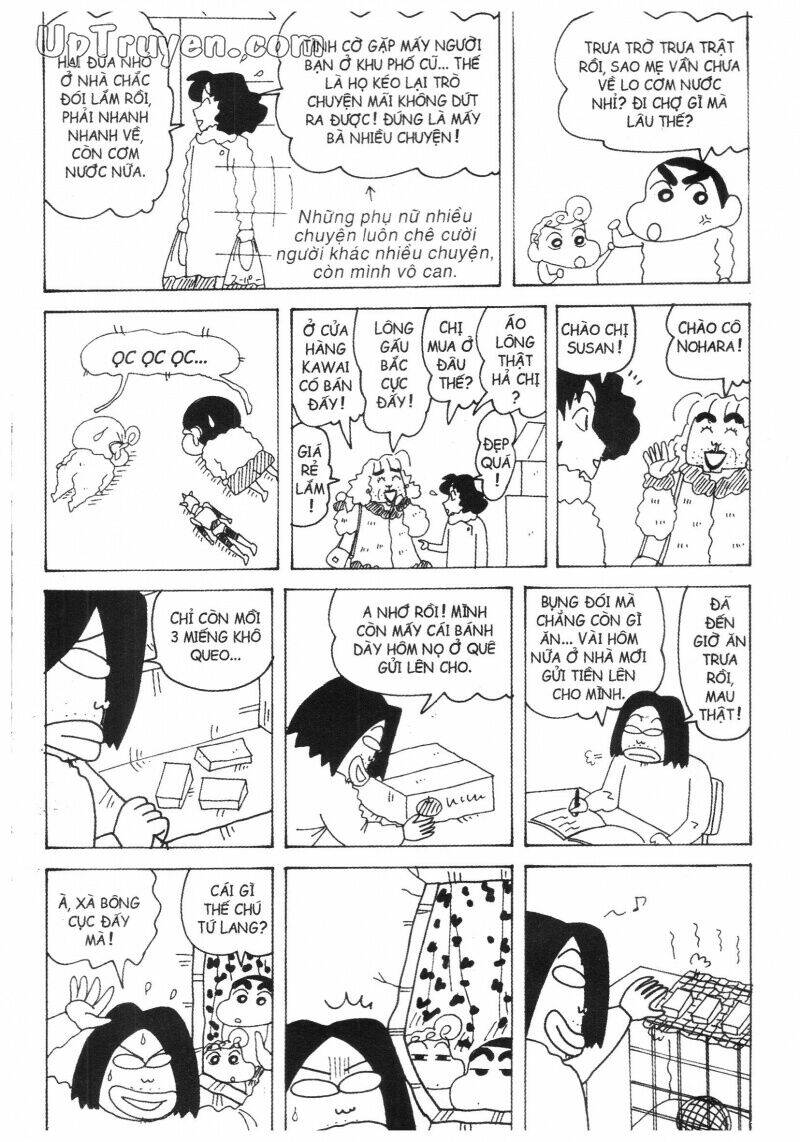 TRƯA TRỜ TRƯA TRẬT
RỒI, SAO MẸ VẪN CHƯA
VỀ LO CƠM NƯỚC
NHỈ? ĐI CHỢ GÌ MÀ
LÂU THẾ?
TÌNH CỜ GẶP MẤY NGƯỜI
BẠN Ở KHU PHỐ CŨ... THẾ
LÀ HỌ KÉO LẠI TRÒ
CHUYỆN MÃI KHÔNG DỨT
RA ĐƯỢC! ĐÚNG LÀ MẤY
BÀ NHIỀU CHUYỆN!
Những phụ nữ nhiều
chuyện luôn chê cười
người khác nhiều chuyện,
còn mình vô can.
UpTruyen.com
HAI ĐỨA NHỎ
Ở NHÀ CHẮC
ĐÓI LẮM RỒI,
PHẢI NHANH
NHANH VỀ,
CÒN CƠM
NƯỚC NỮA.
CHÀO CÔ
NOHARA!
CHÀO CHỊ
SUSAN!
ÁO
LÔNG
THẬT
HẢ CHỊ
?
ĐẸP
QUÁ
!
CHỊ
MUA Ở
ĐÂU
THẾ?
LÔNG
GẤU
BẮC
CỰC
ĐẤY!
Ở CỬA
HÀNG
KAWAI
CÓ BÁN
ĐẤY!
GIÁ
RẺ
LẮM!
ỌC ỌC ỌC...
ĐÃ
ĐẾN
GIỜ ĂN
TRƯA
RỒI,
MAU
THẬT!
BỤNG ĐÓI MÀ
CHẲNG CÒN GÌ
ĂN... VÀI HÔM
NỮA Ở NHÀ MỚI
GỬI TIỀN LÊN
CHO MÌNH.
A NHỚ RỒI! MÌNH
CÒN MẤY CÁI BÁNH
DÀY HÔM NỌ Ở QUÊ
GỬI LÊN CHO.
CHỈ CÒN MỖI
3 MIẾNG KHÔ
QUEO...
CÁI GÌ
THẾ CHÚ
TỨ LANG?
À, XÀ BÔNG
CỤC ĐẤY
MÀ!